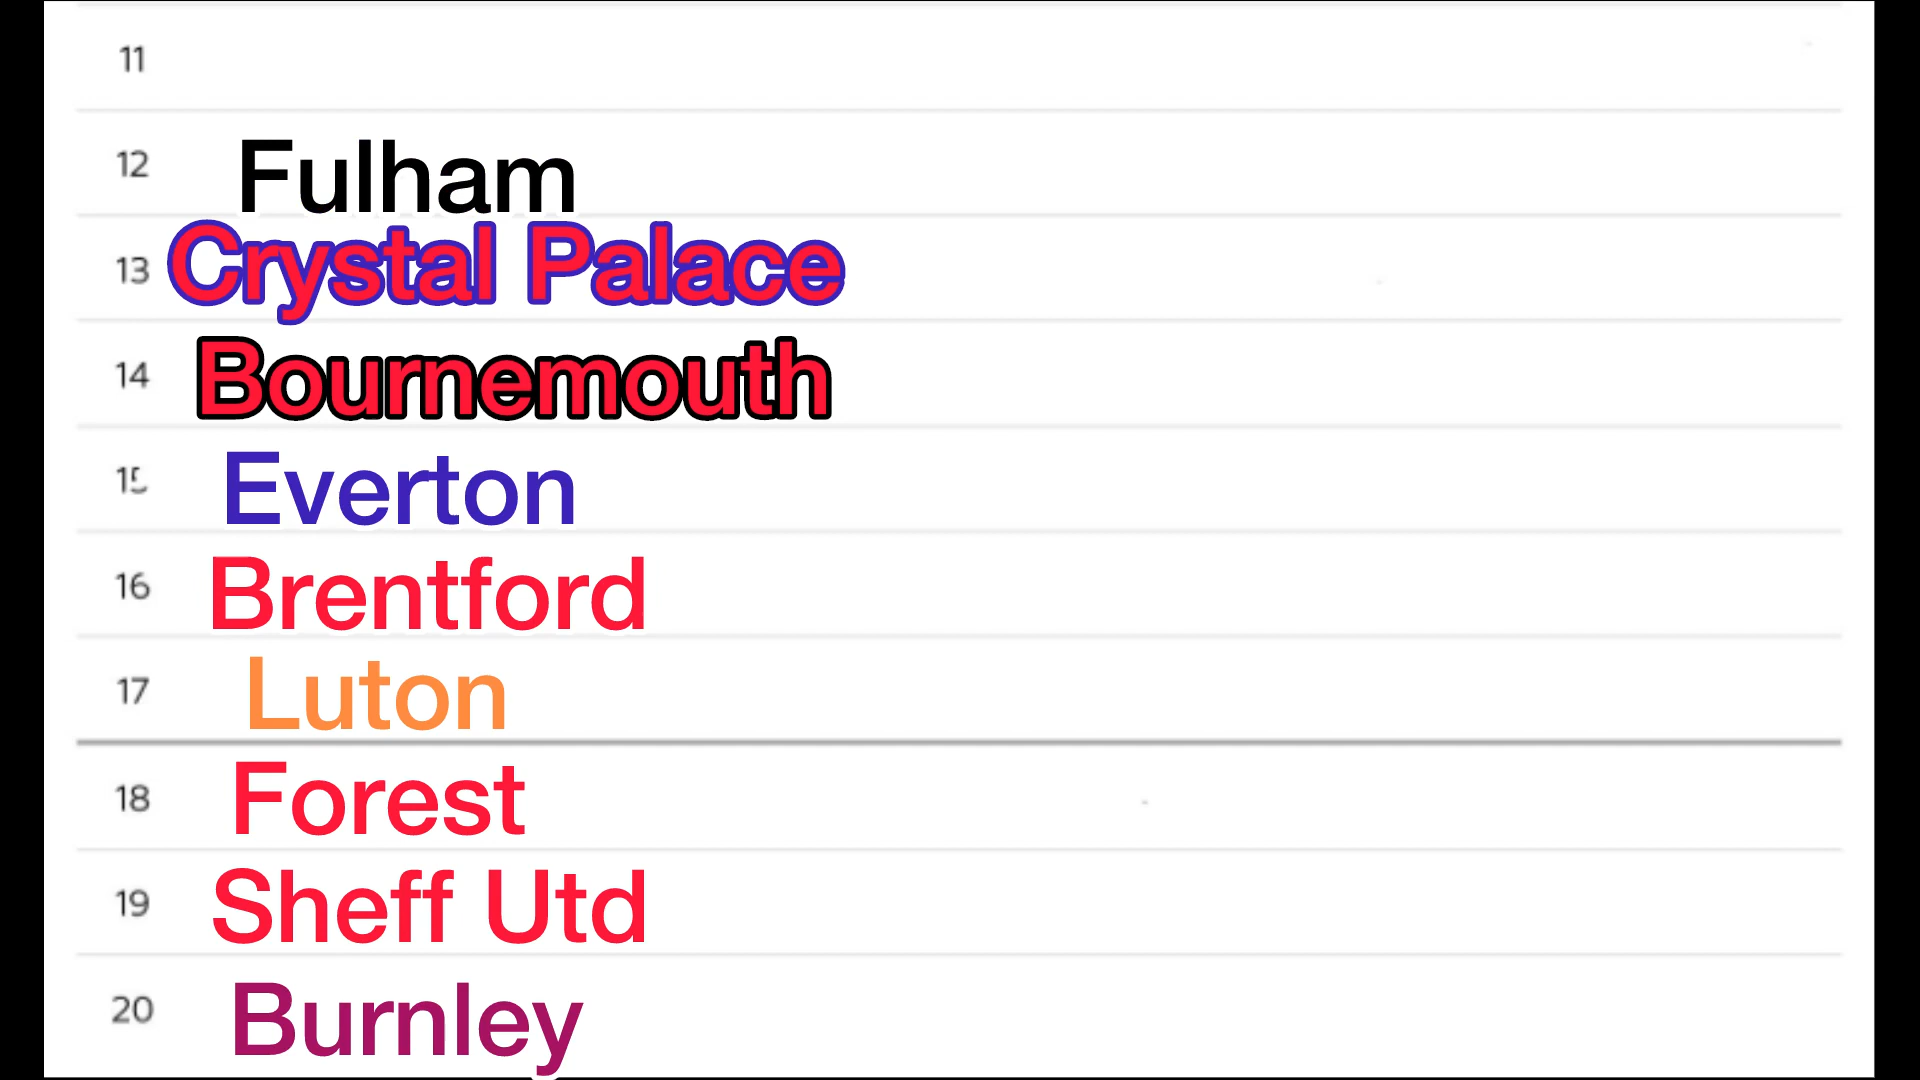 11
12 Fulham
13 Crystal Palace
14 Bournemouth
15 Everton
16 Brentford
17 Luton
18 Forest
19 Sheff Utd
20 Burnley